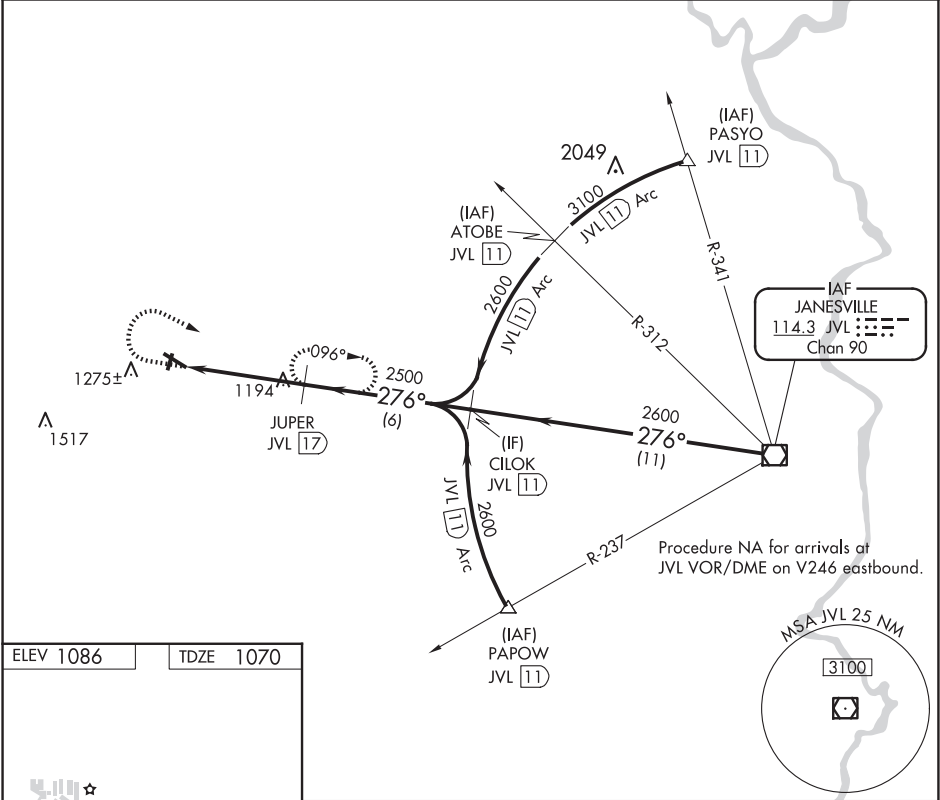 (IAF)
PASYO
JVL 11
2049
3100
JVL 11 Arc
(IAF)
ATOBE
JVL 11
2600
JVL 11 Arc
R-341
R-312
IAF
JANESVILLE
114.3 JVL
Chan 90
1275±
1194
096°
2500
276°
(6)
JUPER
JVL 17
1517
2600
276°
(11)
(IF)
CILOK
JVL 11
JVL 11 Arc
2600
R-237
Procedure NA for arrivals at
JVL VOR/DME on V246 eastbound.
(IAF)
PAPOW
JVL 11
MSA JVL 25 NM
3100
ELEV 1086
TDZE 1070